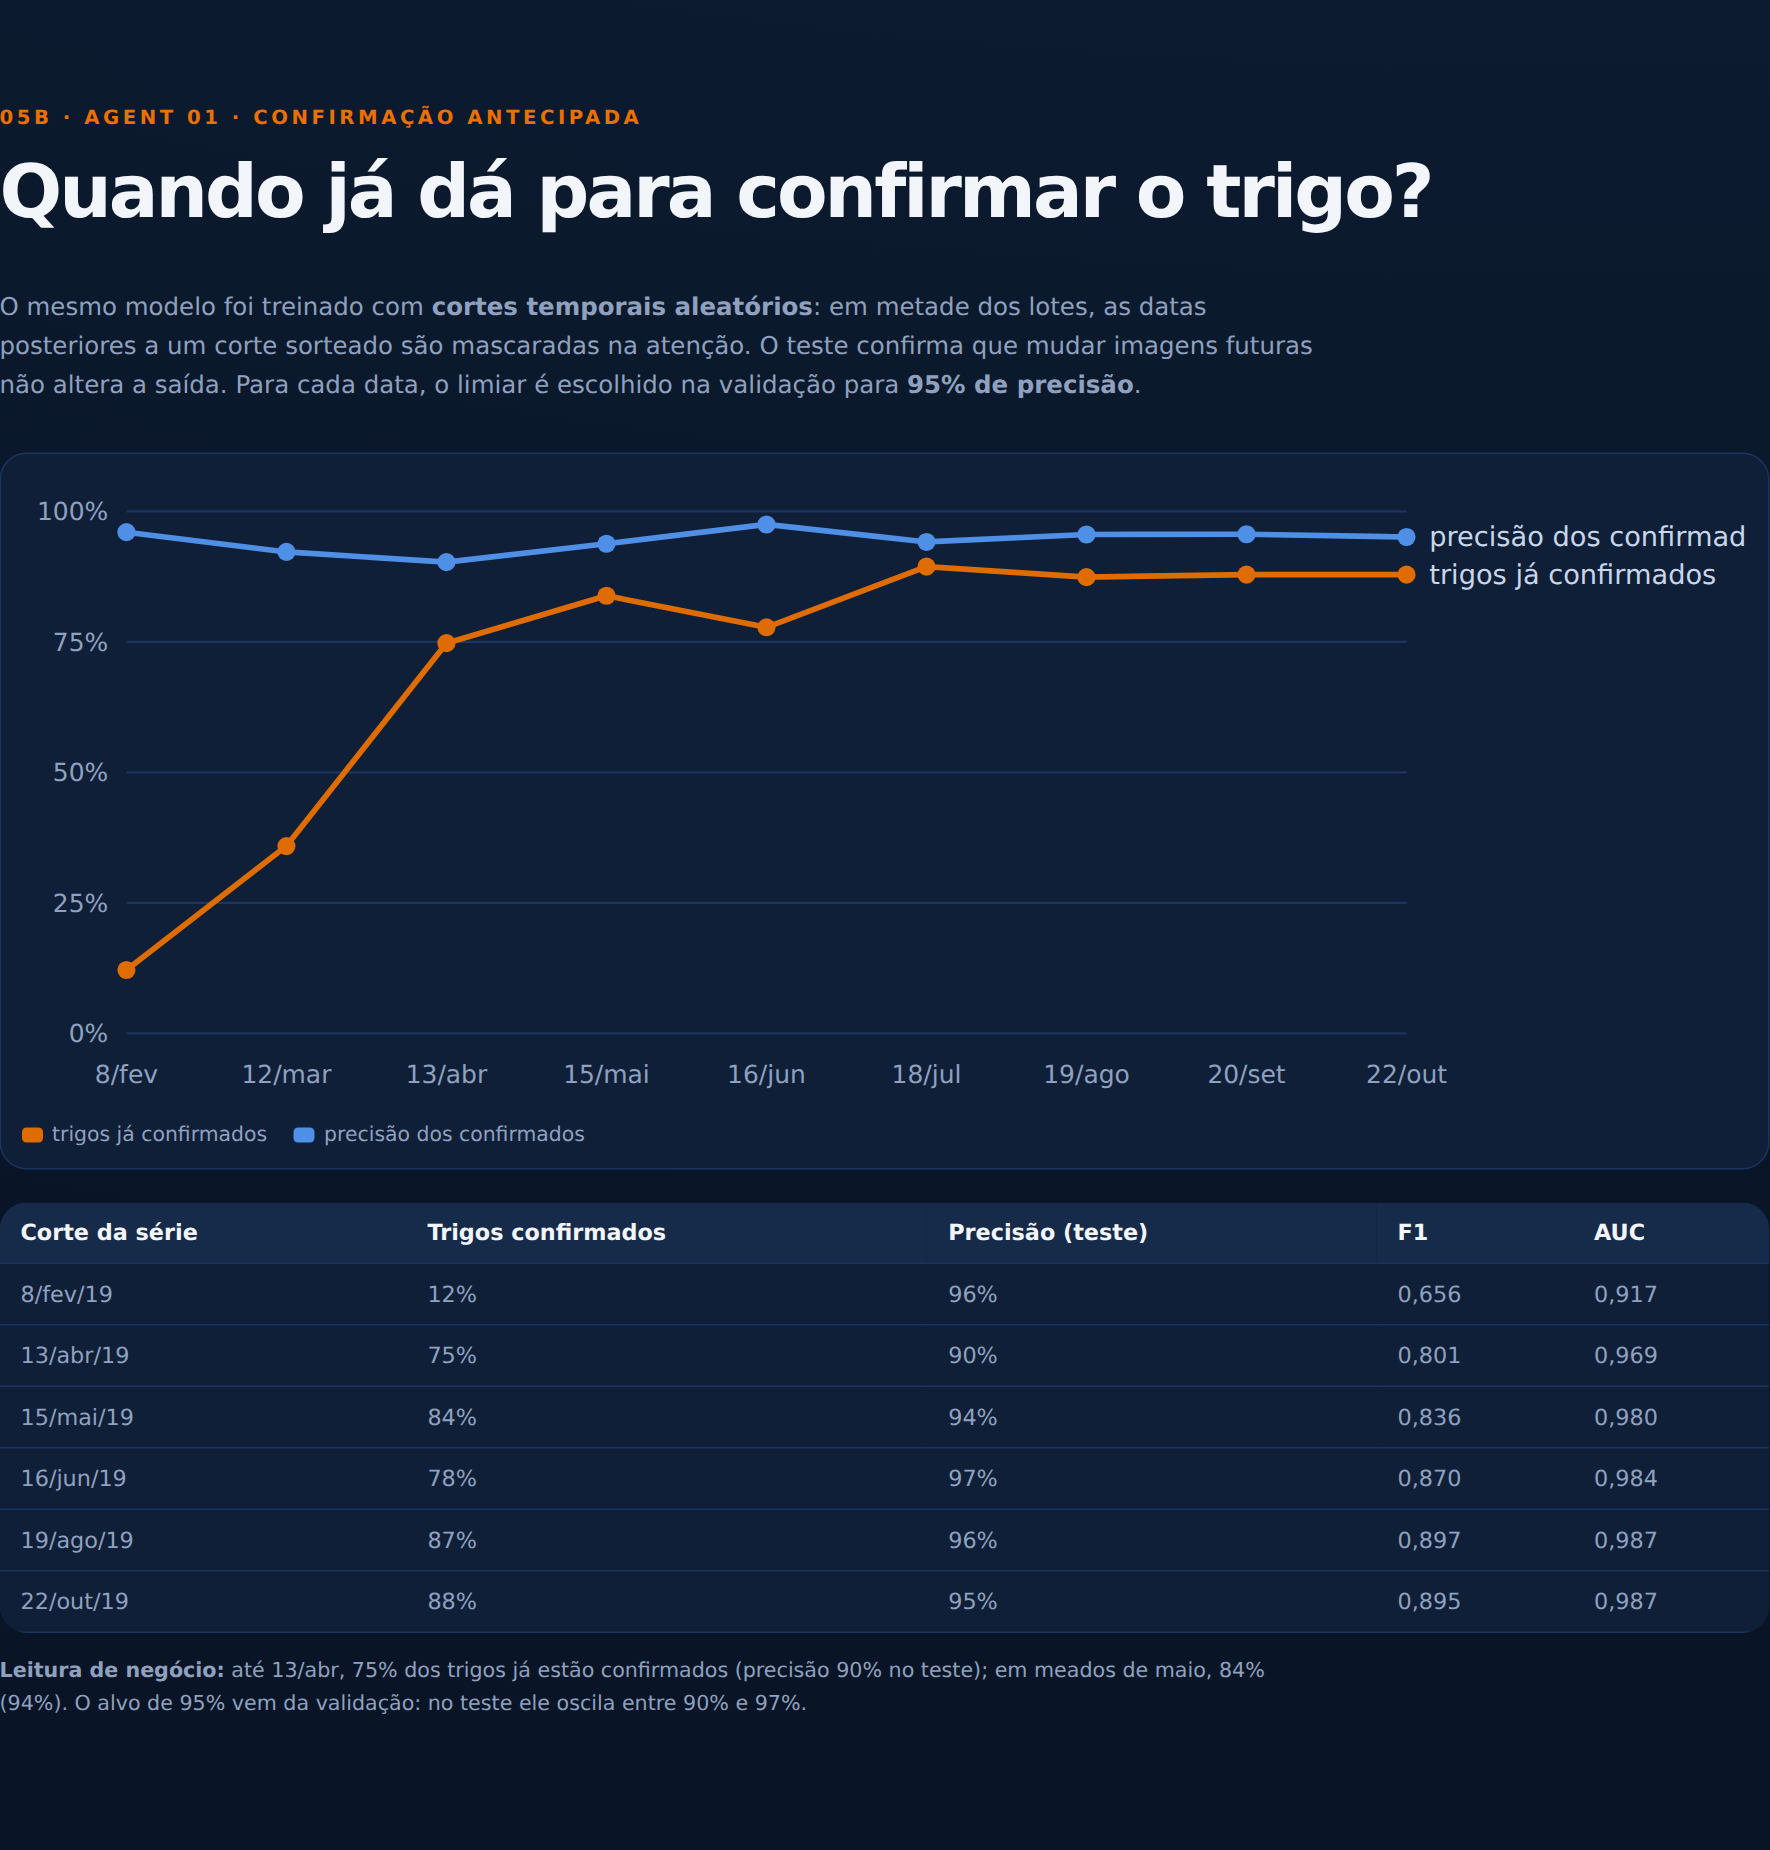 05B · AGENT 01 · CONFIRMAÇÃO ANTECIPADA
Quando já dá para confirmar o trigo?
O mesmo modelo foi treinado com cortes temporais aleatórios: em metade dos lotes, as datas
posteriores a um corte sorteado são mascaradas na atenção. O teste confirma que mudar imagens futuras
não altera a saída. Para cada data, o limiar é escolhido na validação para 95% de precisão.
100%
precisão dos confirmad
trigos já confirmados
75%
50%
25%
0%
8/fev 12/mar 13/abr 15/mai 16/jun 18/jul 19/ago 20/set 22/out
trigos já confirmados precisão dos confirmados
Corte da série Trigos confirmados Precisão (teste) F1 AUC
8/fev/19 12% 96% 0,656 0,917
13/abr/19 75% 90% 0,801 0,969
15/mai/19 84% 94% 0,836 0,980
16/jun/19 78% 97% 0,870 0,984
19/ago/19 87% 96% 0,897 0,987
22/out/19 88% 95% 0,895 0,987
Leitura de negócio: até 13/abr, 75% dos trigos já estão confirmados (precisão 90% no teste); em meados de maio, 84%
(94%). O alvo de 95% vem da validação: no teste ele oscila entre 90% e 97%.